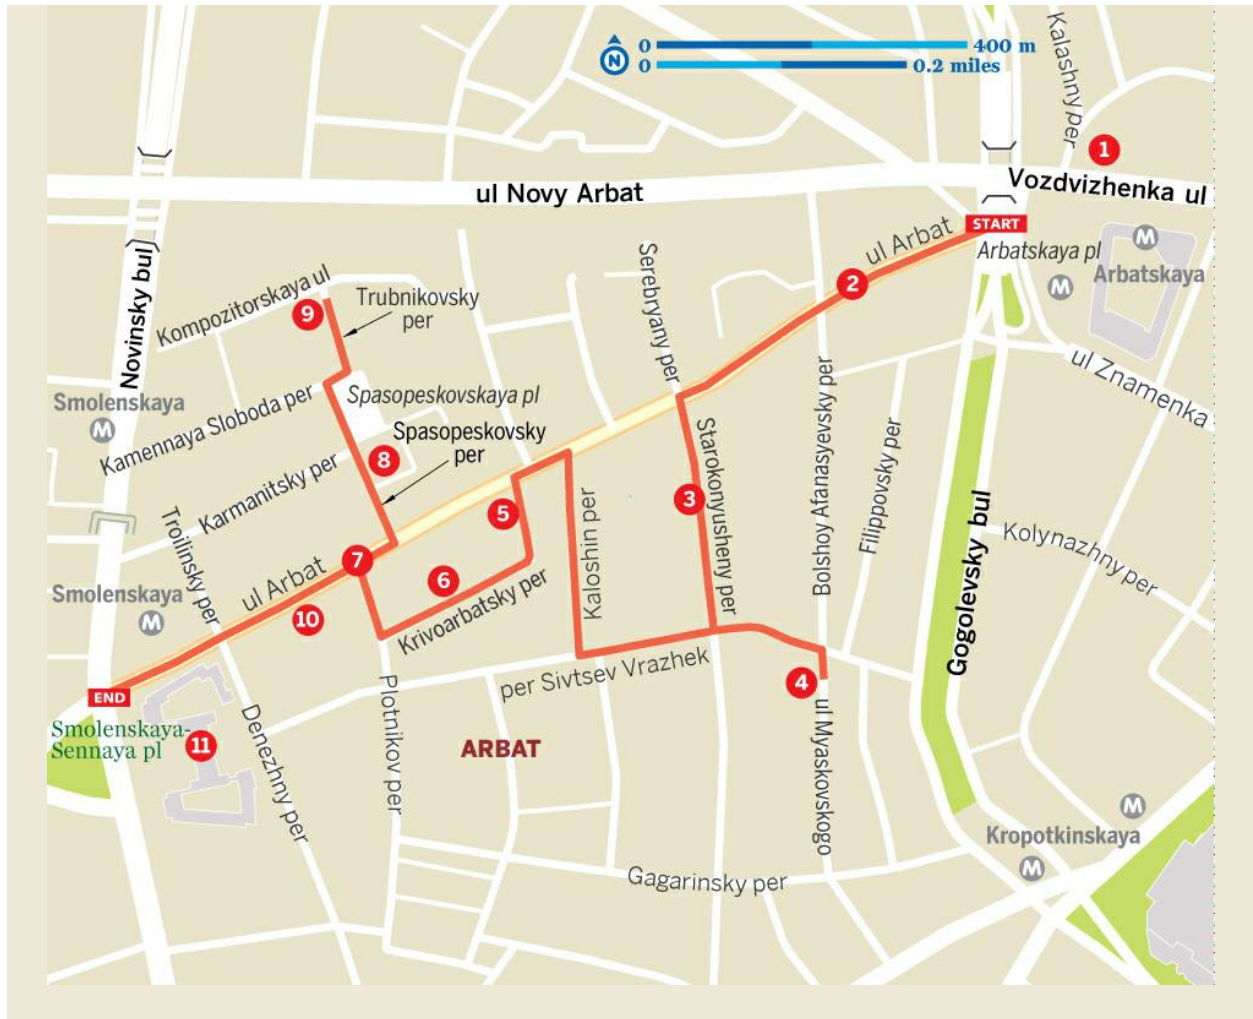 0
400 m
N
0
0.2 miles
Kalashny per
1
Vozdvizhenka ul
ul Novy Arbat
START
ul Arbat
Arbatskaya pl
M
Arbatskaya
M
2
Serebryany per
Novinsky bul
Kompozitorskaya ul
9
Trubnikovsky
per
ul Znamenka
Smolenskaya
M
Kamennaya Sloboda per
Spasopeskovskaya pl
Spasopeskovsky
per
8
Karmanitsky per
Starokonyusheny per
Bolshoy Afanasyevsky per
Filippovsky per
3
5
Kaloshin per
Gogolevsky bul
Kolynazhny per
Troilinsky per
7
6
ul Arbat
Krivoarbatsky per
10
Smolenskaya
M
END
Smolenskaya-
Sennaya pl
11
per Sivtsev Vrazhek
4
ul Myaskovskogo
ARBAT
Plotnikov per
Denezhny per
M
Kropotkinskaya
M
Gagarinsky per